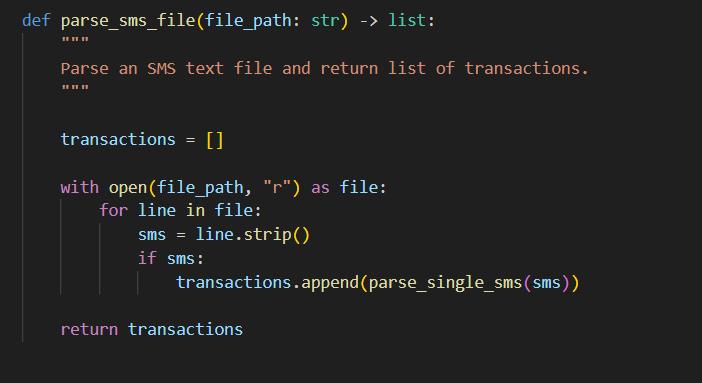 def parse_sms_file(file_path: str) -> list:
    """
    Parse an SMS text file and return list of transactions.
    """

    transactions = []

    with open(file_path, "r") as file:
        for line in file:
            sms = line.strip()
            if sms:
                transactions.append(parse_single_sms(sms))

    return transactions